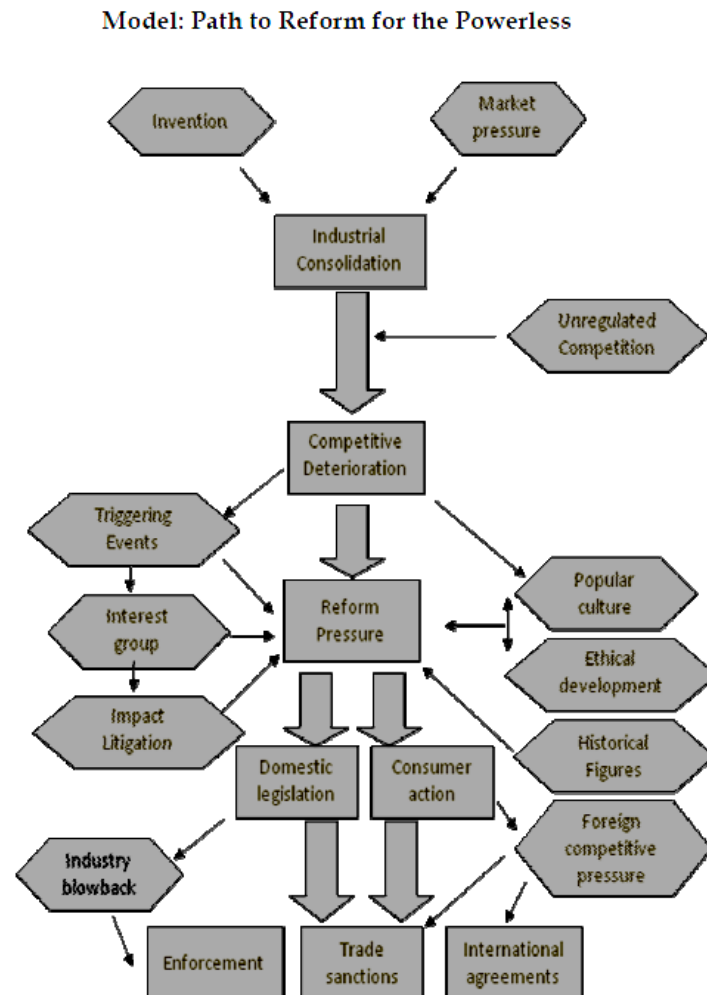 Model: Path to Reform for the Powerless
Invention
Market
pressure
Industrial
Consolidation
Unregulated
Competition
Competitive
Deterioration
Triggering
Events
Popular
culture
Interest
group
Reform
Pressure
Ethical
development
Impact
Litigation
Historical
Figures
Domestic
legislation
Consumer
action
Foreign
competitive
pressure
Industry
blowback
Enforcement
Trade
sanctions
International
agreements